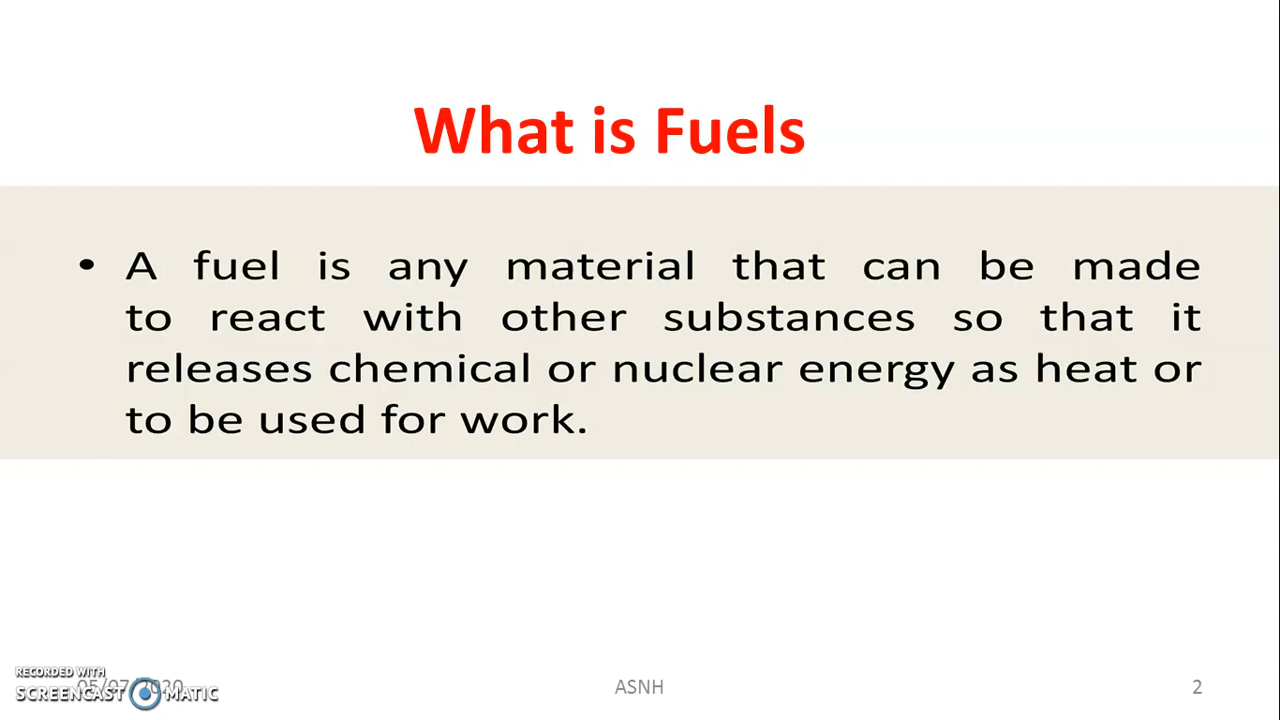 What is Fuels
• A fuel is any material that can be made
to react with other substances so that it
releases chemical or nuclear energy as heat or
to be used for work.
RECORDED WITH
SCREENCAST MATIC
ASNH
2